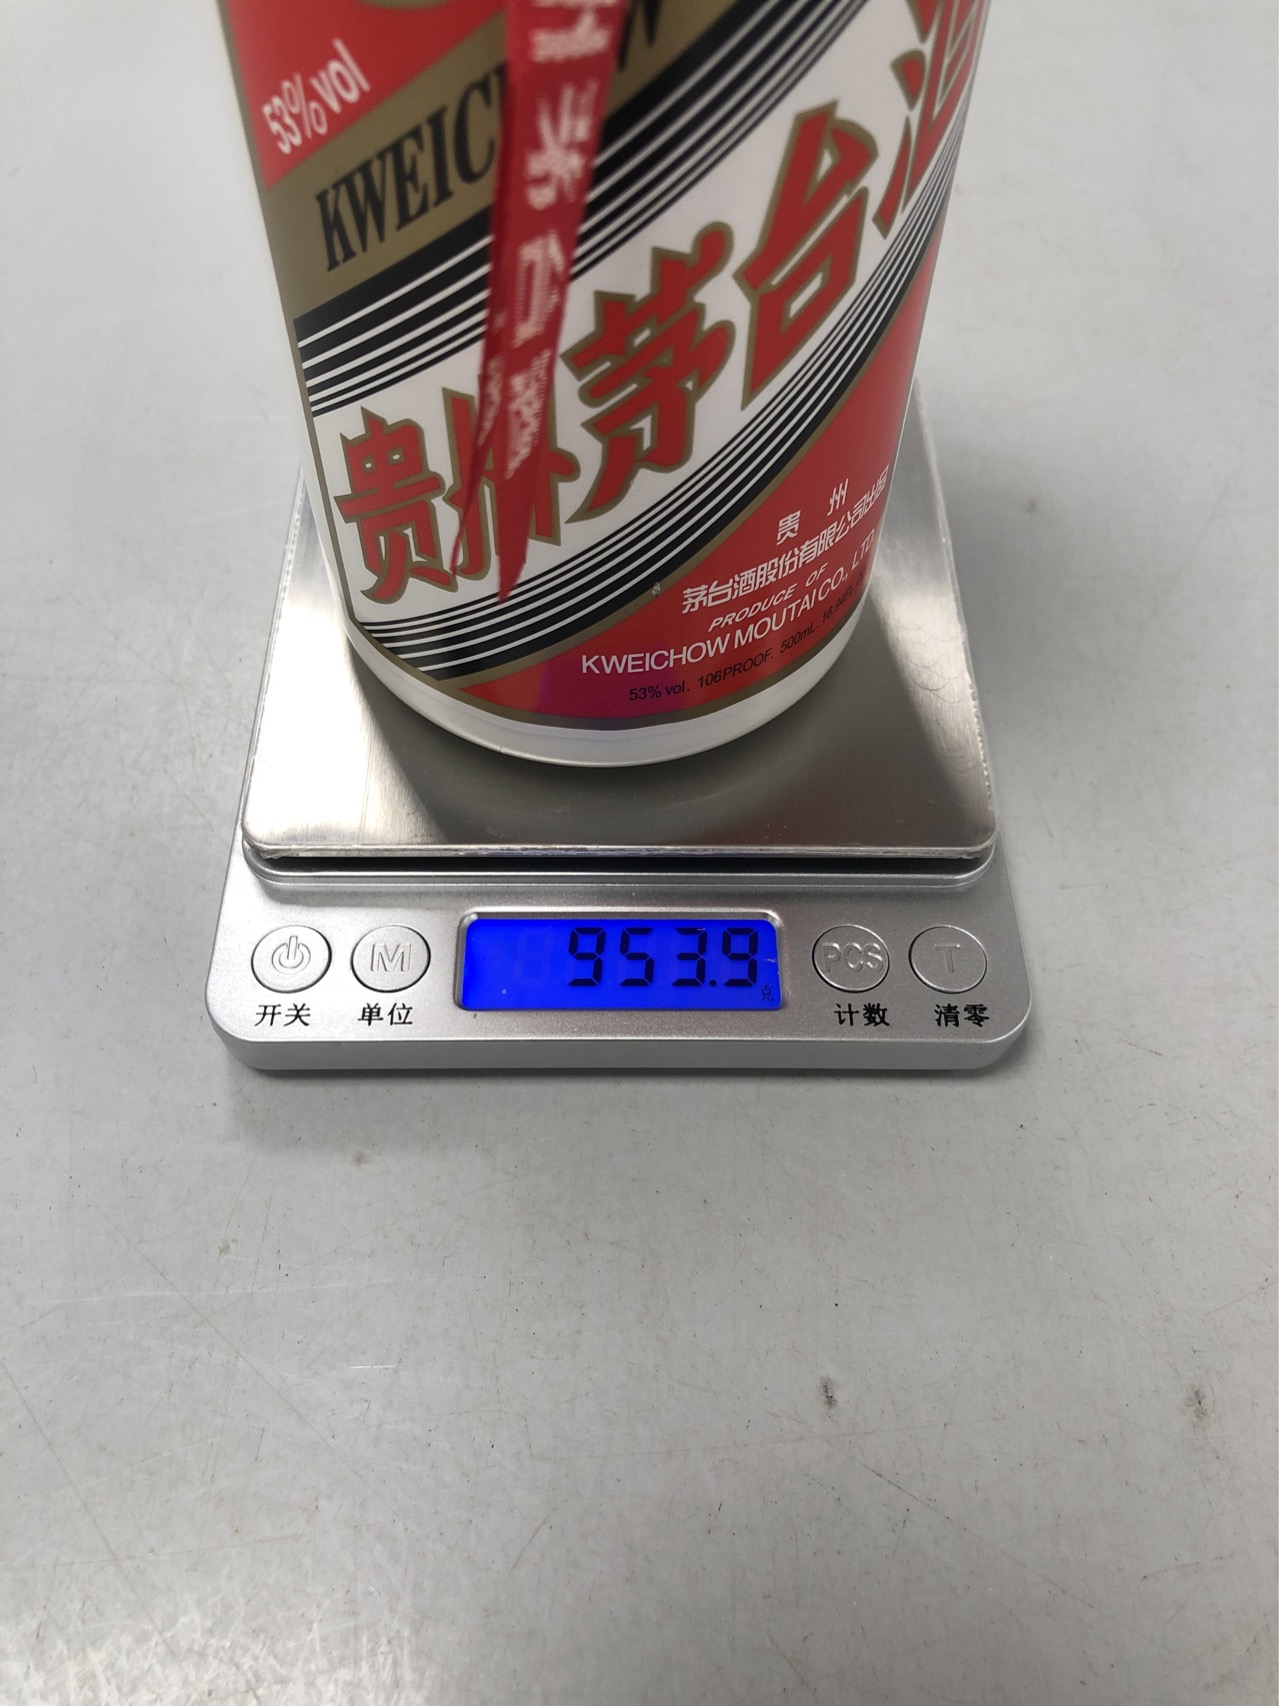 53%vol
KWEIC
贵州茅台酒
贵 州
茅台酒股份有限公司出品
PRODUCE OF
KWEICHOW MOUTAI CO., LTD.
53% vol. 106PROOF. 500mL. 16.94FL.
953.9
克
M
PCS
T
开关
单位
计数
清零